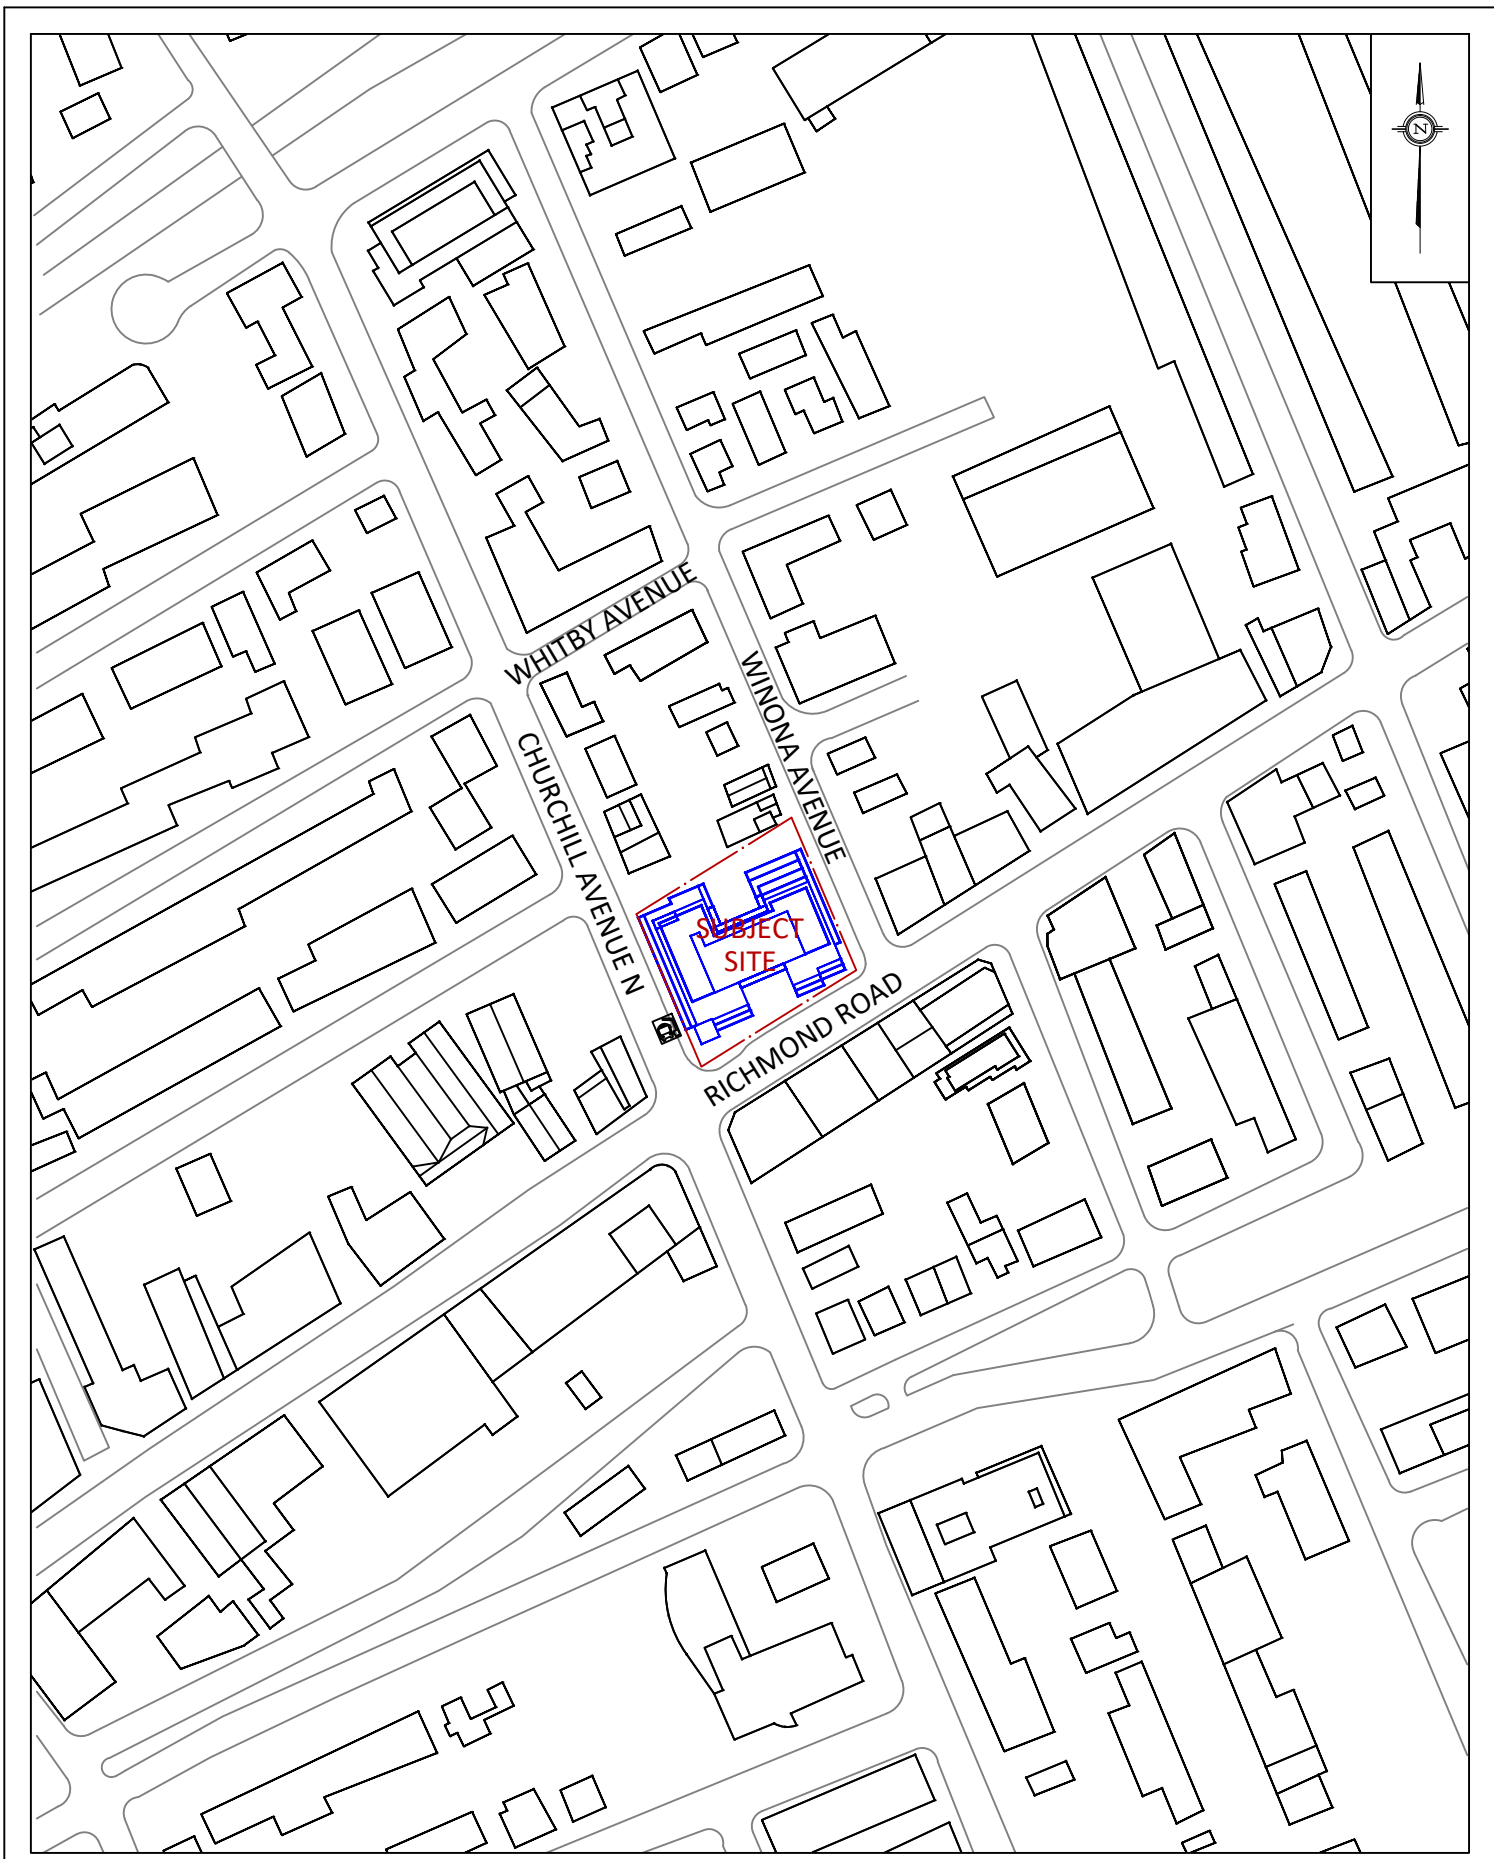 N
WHITBY AVENUE
WINONA AVENUE
CHURCHILL AVENUE N
SUBJECT
SITE
RICHMOND ROAD